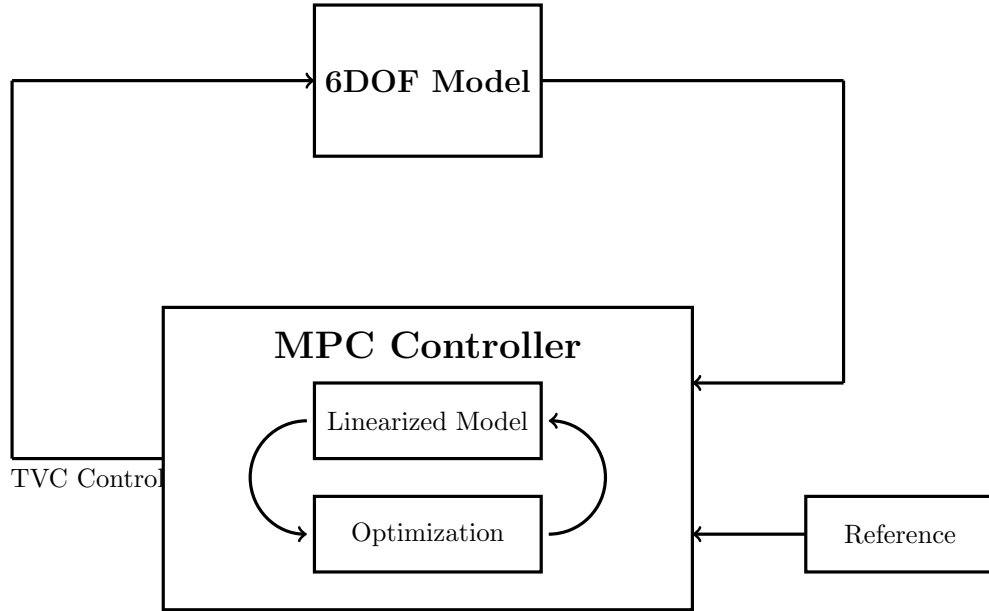 6DOF Model
MPC Controller
Linearized Model
TVC Control
Optimization
Reference